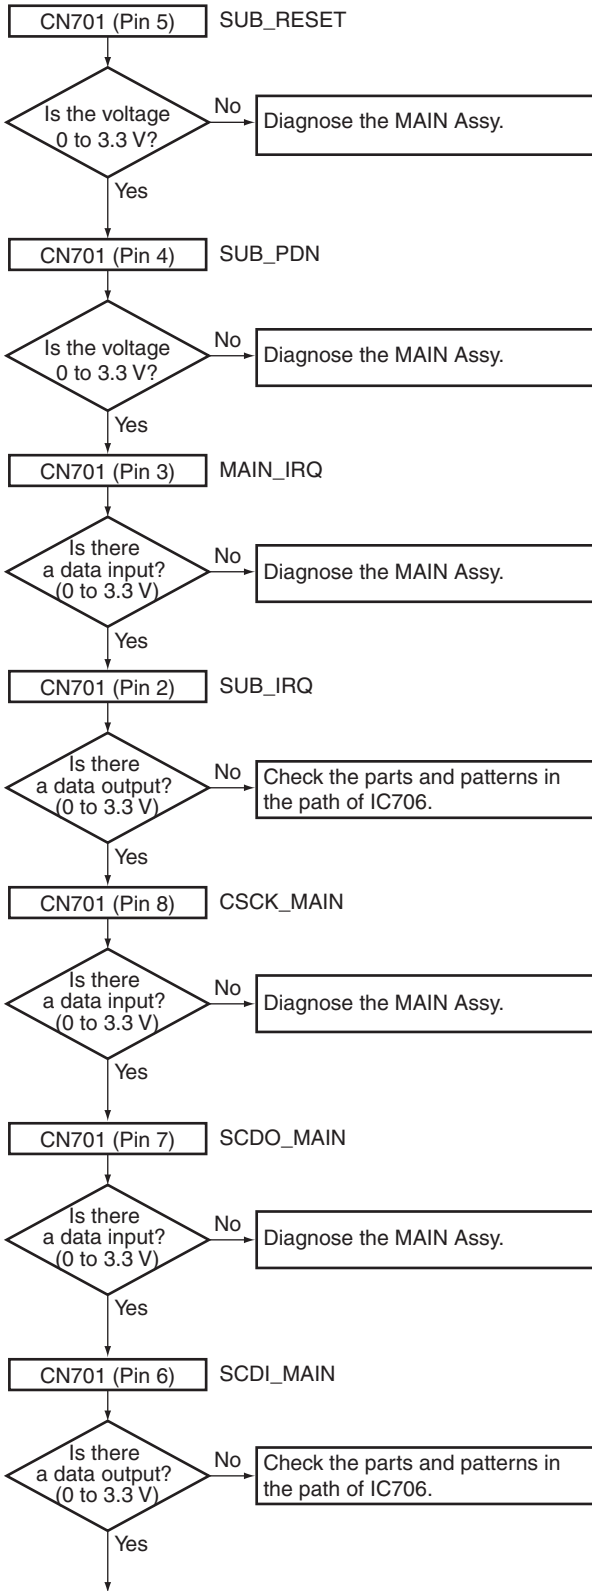 CN701 (Pin 5) SUB_RESET
Is the voltage
0 to 3.3 V?
No
Diagnose the MAIN Assy.
Yes
CN701 (Pin 4) SUB_PDN
Is the voltage
0 to 3.3 V?
No
Diagnose the MAIN Assy.
Yes
CN701 (Pin 3) MAIN_IRQ
Is there
a data input?
(0 to 3.3 V)
No
Diagnose the MAIN Assy.
Yes
CN701 (Pin 2) SUB_IRQ
Is there
a data output?
(0 to 3.3 V)
No
Check the parts and patterns in
the path of IC706.
Yes
CN701 (Pin 8) CSCK_MAIN
Is there
a data input?
(0 to 3.3 V)
No
Diagnose the MAIN Assy.
Yes
CN701 (Pin 7) SCDO_MAIN
Is there
a data input?
(0 to 3.3 V)
No
Diagnose the MAIN Assy.
Yes
CN701 (Pin 6) SCDI_MAIN
Is there
a data output?
(0 to 3.3 V)
No
Check the parts and patterns in
the path of IC706.
Yes